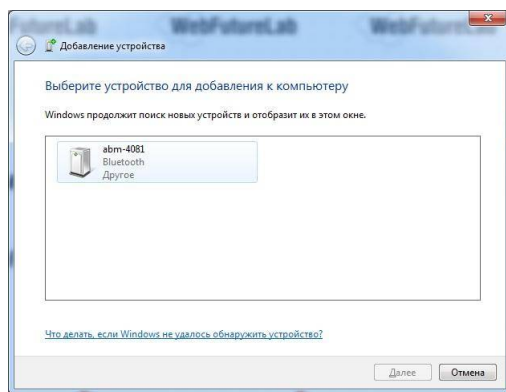 WebFutureLab WebFutureLab
Добавление устройства
Выберите устройство для добавления к компьютеру
Windows продолжит поиск новых устройств и отобразит их в этом окне.
abm-4081
Bluetooth
Другое
Что делать, если Windows не удалось обнаружить устройство?
Далее Отмена